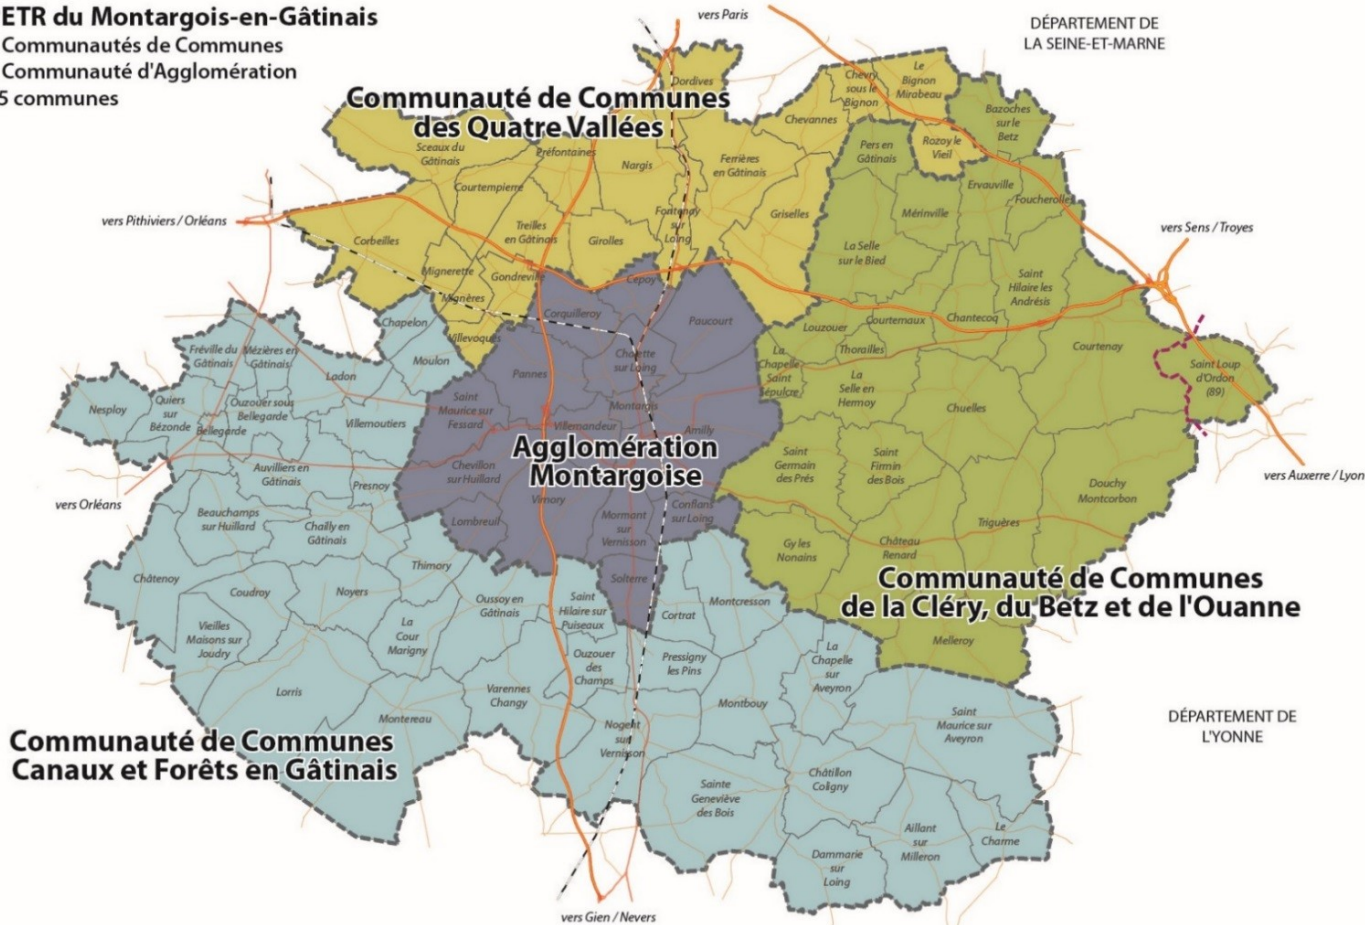 ETR du Montargois-en-Gâtinais
Communautés de Communes
Communauté d'Agglomération
5 communes
vers Paris
DÉPARTEMENT DE
LA SEINE-ET-MARNE
Communauté de Communes
des Quatre Vallées
Dordives
Chevry
sous le
Bignon
Le
Bignon
Mirabeau
Bazoches
sur le
Betz
Chevannes
Rozoy le
Vieil
Sceaux du
Gâtinais
Préfontaines
Nargis
Ferrières
en Gâtinais
Pers en
Gâtinais
Courtempierre
Ervauville
Foucherolles
vers Pithiviers / Orléans
Corbeilles
Treilles
en Gâtinais
Girolles
Fontenay
sur
Loing
Griselles
Mérinville
vers Sens / Troyes
La Selle
sur le Bied
Mignerette
Gondreville
Cepoy
Saint
Hilaire les
Andrésis
Mignères
Villevoques
Chapelon
Corquilleroy
Paucourt
Louzouer
Courtemaux
Chantecoq
Moulon
Fréville du
Gâtinais
Mézières en
Gâtinais
Ladon
Pannes
Chalette
sur Loing
La
Chapelle
Saint
Sépulcre
Thorailles
Courtenay
Saint Loup
d'Ordon
(89)
La
Selle en
Hermoy
Nesploy
Quiers
sur
Bézonde
Ouzouer sous
Bellegarde
Bellegarde
Villemoutiers
Saint
Maurice sur
Fessard
Montargis
Villemandeur
Amilly
Chuelles
Agglomération
Montargoise
Auvilliers en
Gâtinais
Presnoy
Chevillon
sur Huillard
Vimory
Saint
Germain
des Prés
Saint
Firmin
des Bois
Douchy
Montcorbon
vers Auxerre / Lyon
vers Orléans
Beauchamps
sur Huillard
Chailly en
Gâtinais
Lombreuil
Mormant
sur
Vernisson
Conflans
sur Loing
Triguères
Gy les
Nonains
Château
Renard
Châtenoy
Coudroy
Noyers
Thimory
Solterre
Communauté de Communes
de la Cléry, du Betz et de l'Ouanne
Oussoy en
Gâtinais
Saint
Hilaire sur
Puiseaux
Cortrat
Montcresson
Vieilles
Maisons sur
Joudry
La
Cour
Marigny
Melleroy
Ouzouer
des
Champs
Pressigny
les Pins
La
Chapelle
sur
Aveyron
Lorris
Varennes
Changy
Montbouy
Montereau
Nogent
sur
Vernisson
Saint
Maurice sur
Aveyron
DÉPARTEMENT DE
L'YONNE
Communauté de Communes
Canaux et Forêts en Gâtinais
Sainte
Geneviève
des Bois
Châtillon
Coligny
Aillant
sur
Milleron
Le
Charme
Dammarie
sur
Loing
vers Gien / Nevers